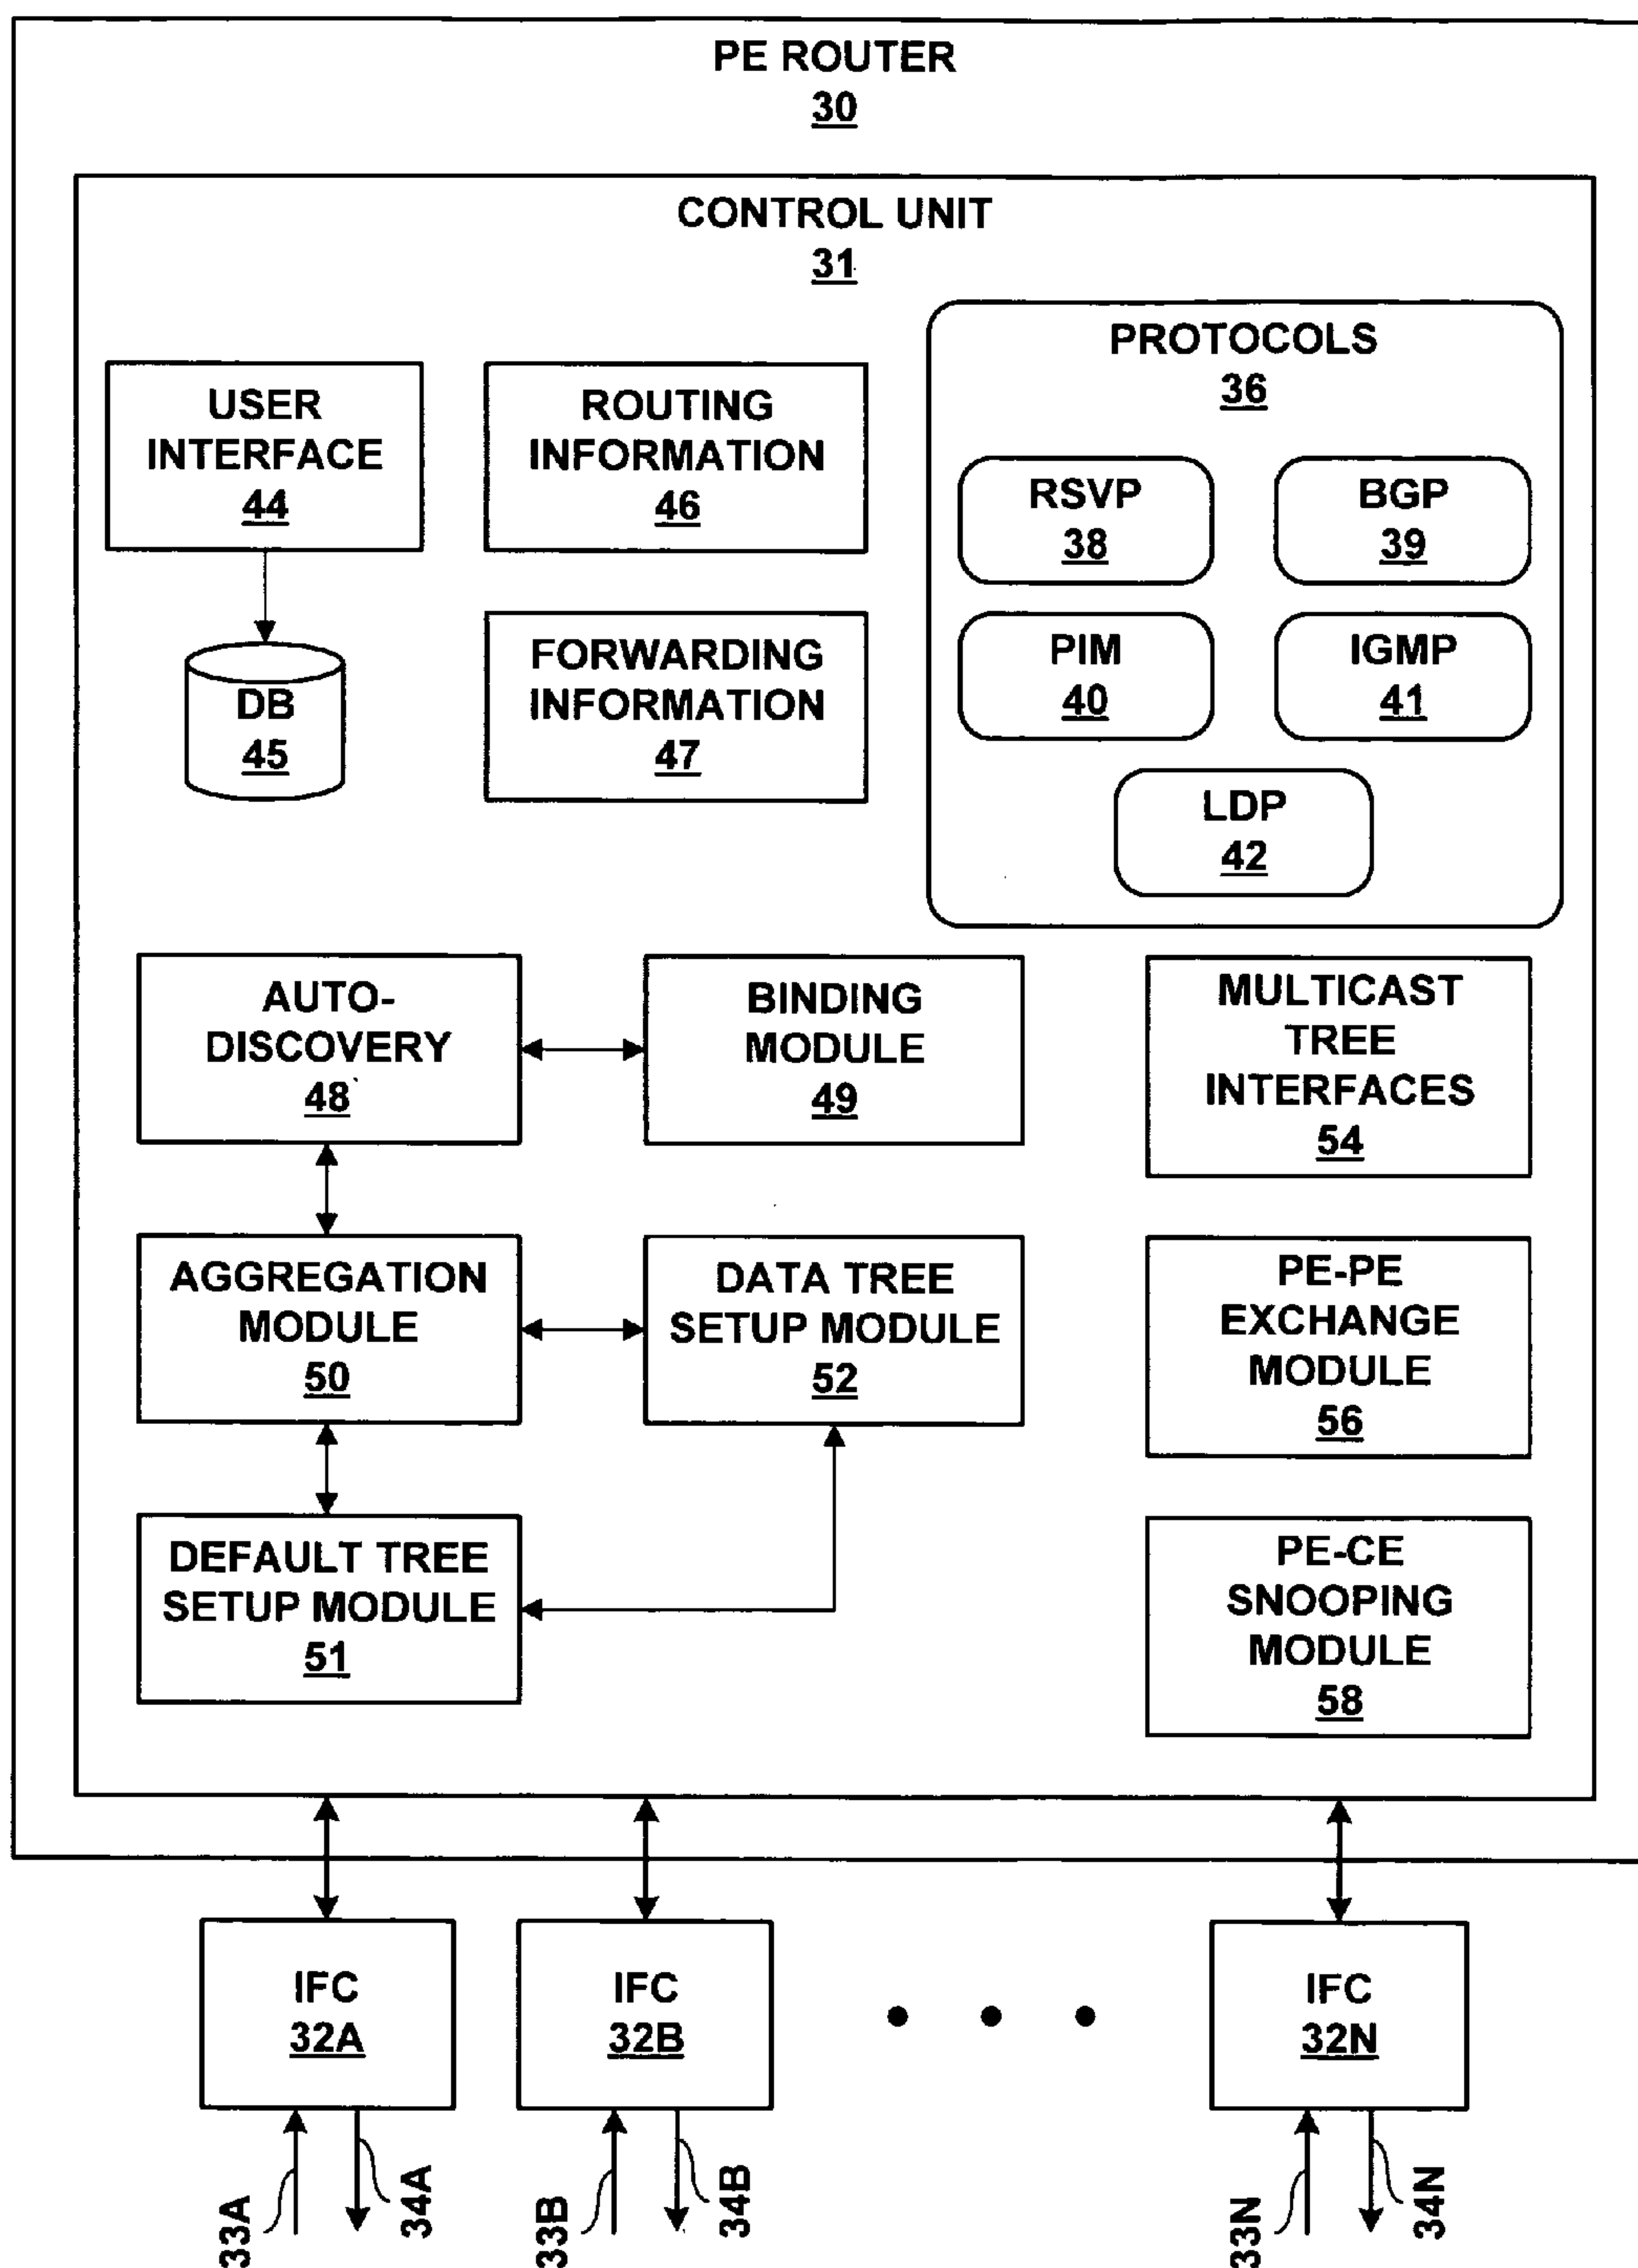 PE ROUTER
30
CONTROL UNIT
31
PROTOCOLS
36
USER
INTERFACE
44
ROUTING
INFORMATION
46
RSVP
38
BGP
39
DB
45
FORWARDING
INFORMATION
47
PIM
40
IGMP
41
LDP
42
AUTO-
DISCOVERY
48
BINDING
MODULE
49
MULTICAST
TREE
INTERFACES
54
AGGREGATION
MODULE
50
DATA TREE
SETUP MODULE
52
PE-PE
EXCHANGE
MODULE
56
DEFAULT TREE
SETUP MODULE
51
PE-CE
SNOOPING
MODULE
58
IFC
32A
IFC
32B
IFC
32N
33A
34A
33B
34B
33N
34N